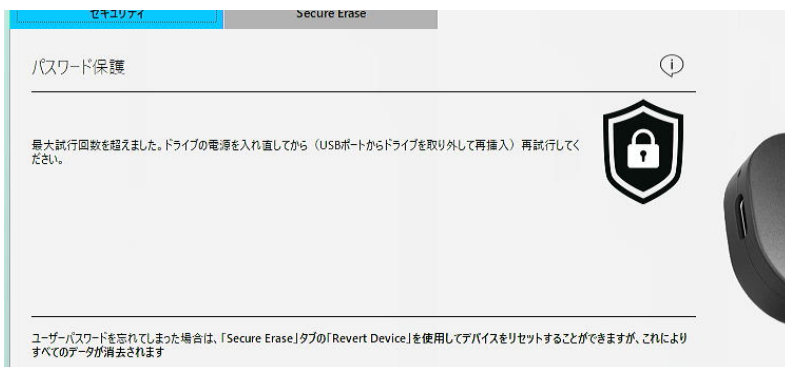 セキュリティ
Secure Erase
パスワード保護
最大試行回数を超えました。ドライブの電源を入れ直してから（USBポートからドライブを取り外して再挿入）再試行してく
ださい。
ユーザーパスワードを忘れてしまった場合は、「Secure Erase」タブの「Revert Device」を使用してデバイスをリセットすることができますが、これにより
すべてのデータが消去されます